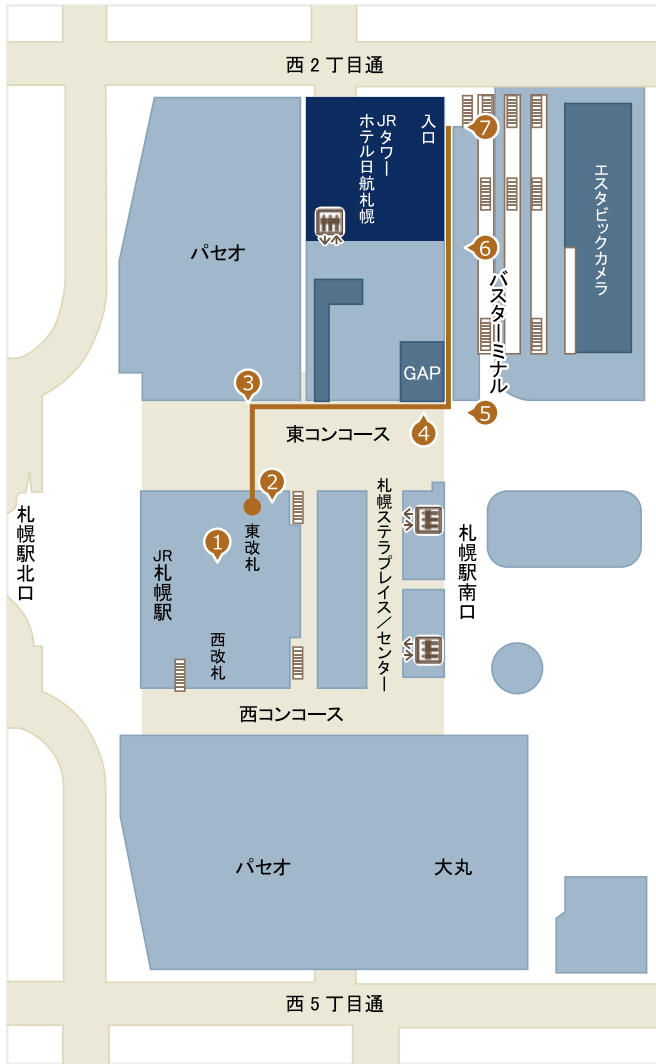 西2丁目通
JRタワー
ホテル日航札幌
入口
7
エスタビックカメラ
パセオ
6
バスターミナル
GAP
3
5
東コンコース
4
2
札幌ステラプレイス/センター
札幌駅北口
1
東改札
JR
札幌駅
札幌駅南口
西改札
西コンコース
パセオ
大丸
西5丁目通